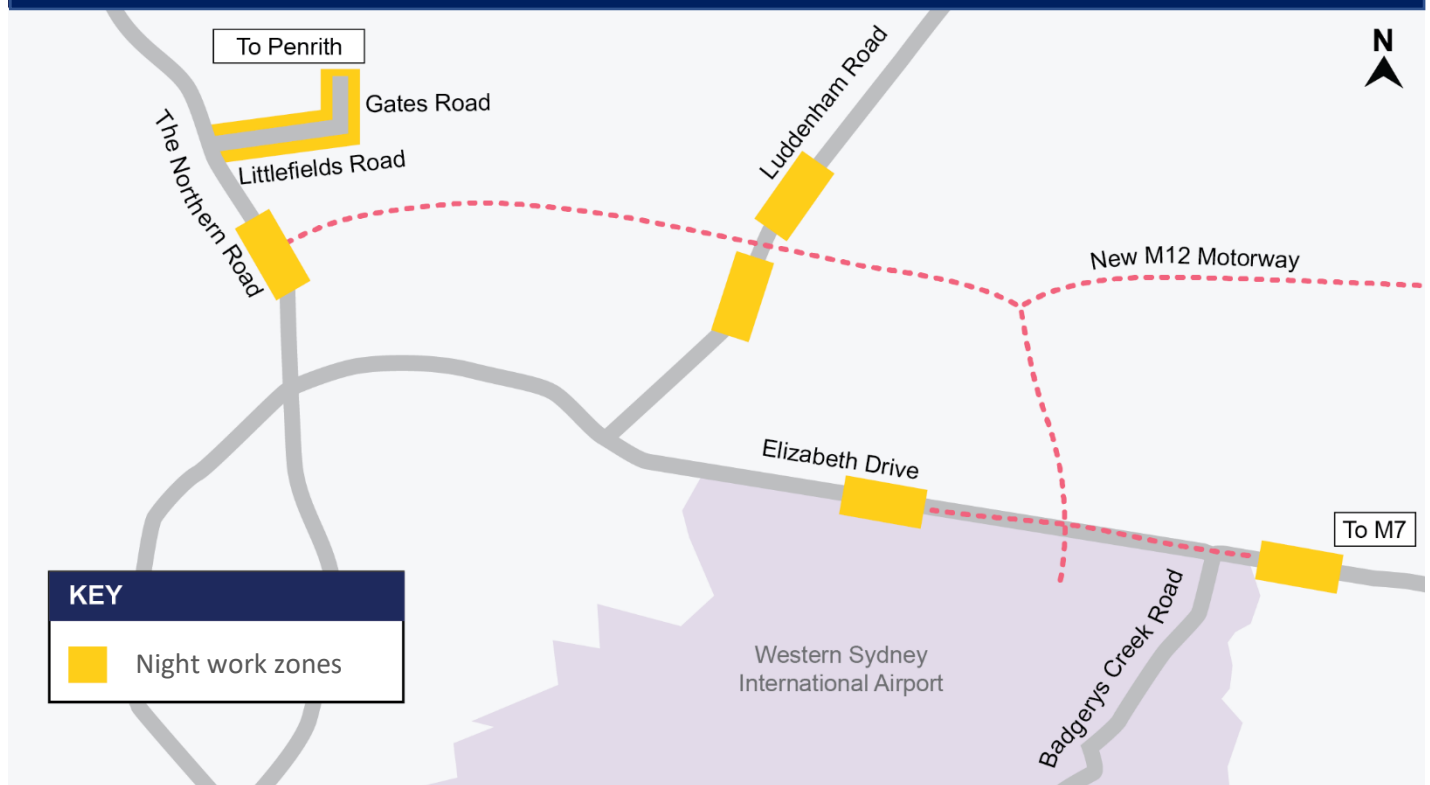 To Penrith
N
Gates Road
Luddenham Road
The Northern Road
Littlefields Road
New M12 Motorway
Elizabeth Drive
To M7
KEY
Night work zones
Western Sydney
International Airport
Badgerys Creek Road